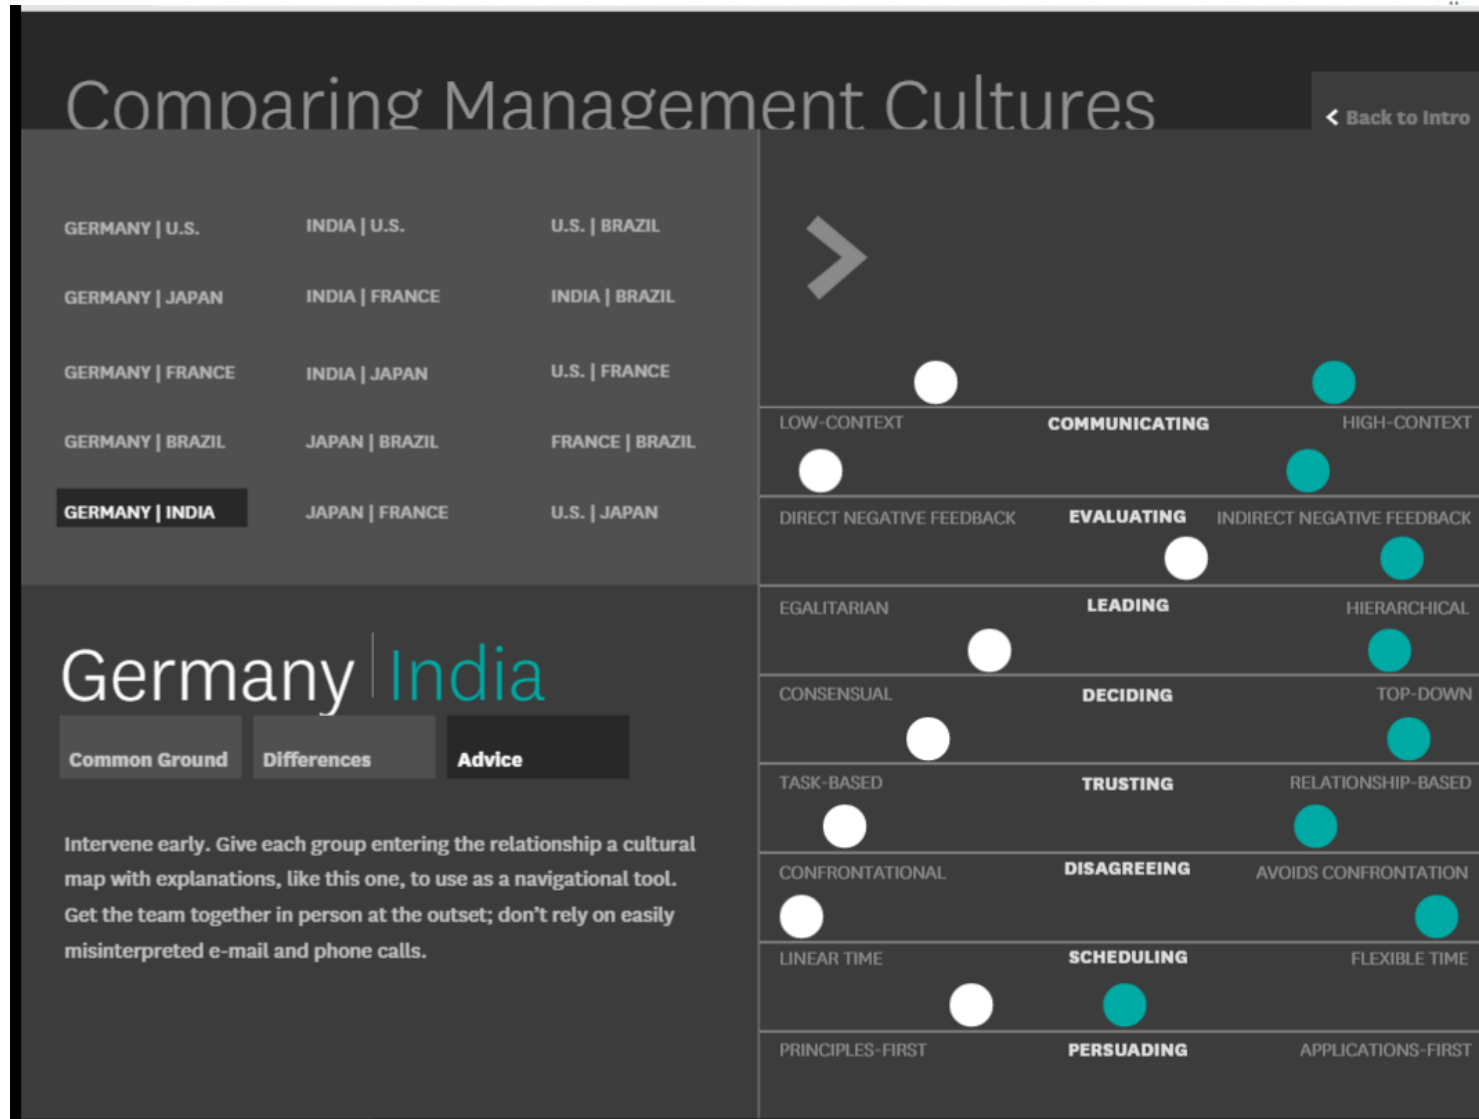 Comparing Management Cultures
Back to Intro
GERMANY | U.S.
INDIA | U.S.
U.S. | BRAZIL
GERMANY | JAPAN
INDIA | FRANCE
INDIA | BRAZIL
GERMANY | FRANCE
INDIA | JAPAN
U.S. | FRANCE
GERMANY | BRAZIL
JAPAN | BRAZIL
FRANCE | BRAZIL
GERMANY | INDIA
JAPAN | FRANCE
U.S. | JAPAN
Germany | India
Common Ground
Differences
Advice
Intervene early. Give each group entering the relationship a cultural
map with explanations, like this one, to use as a navigational tool.
Get the team together in person at the outset; don't rely on easily
misinterpreted e-mail and phone calls.
LOW-CONTEXT COMMUNICATING HIGH-CONTEXT
DIRECT NEGATIVE FEEDBACK EVALUATING INDIRECT NEGATIVE FEEDBACK
EGALITARIAN LEADING HIERARCHICAL
CONSENSUAL DECIDING TOP-DOWN
TASK-BASED TRUSTING RELATIONSHIP-BASED
CONFRONTATIONAL DISAGREEING AVOIDS CONFRONTATION
LINEAR TIME SCHEDULING FLEXIBLE TIME
PRINCIPLES-FIRST PERSUADING APPLICATIONS-FIRST